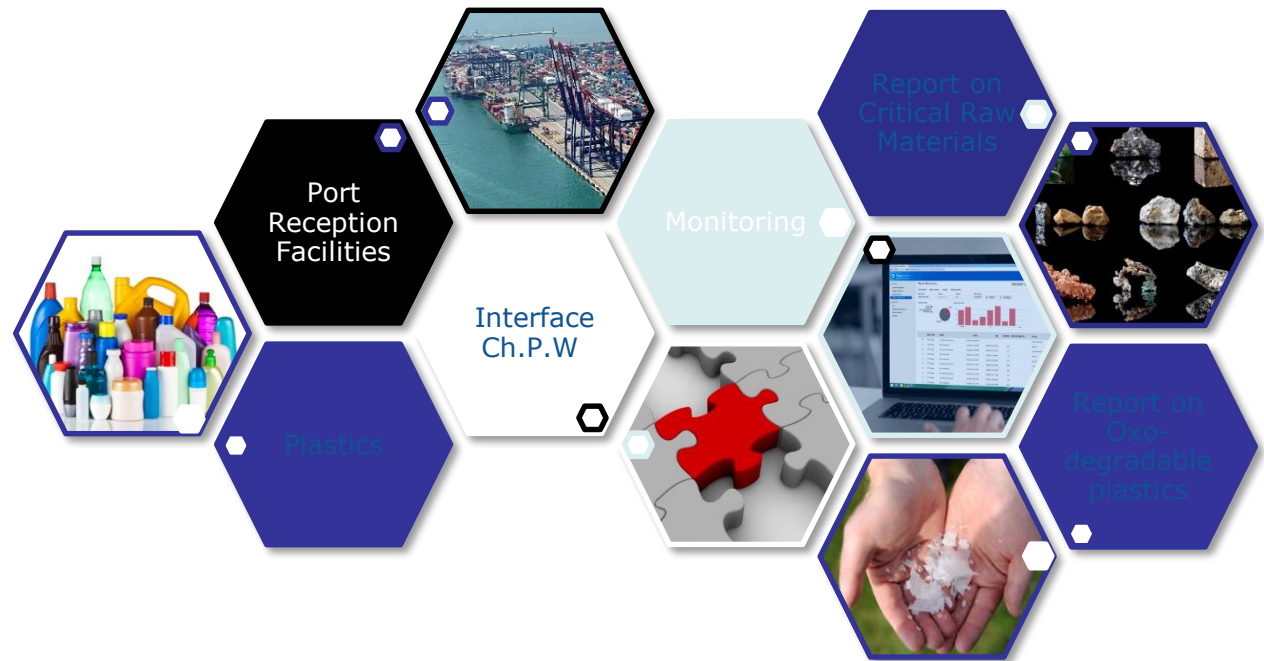 Port
Reception
Facilities
Plastics
Interface
Ch.P.W
Monitoring
Report on
Critical Raw
Materials
Report on
Oxo-
degradable
plastics